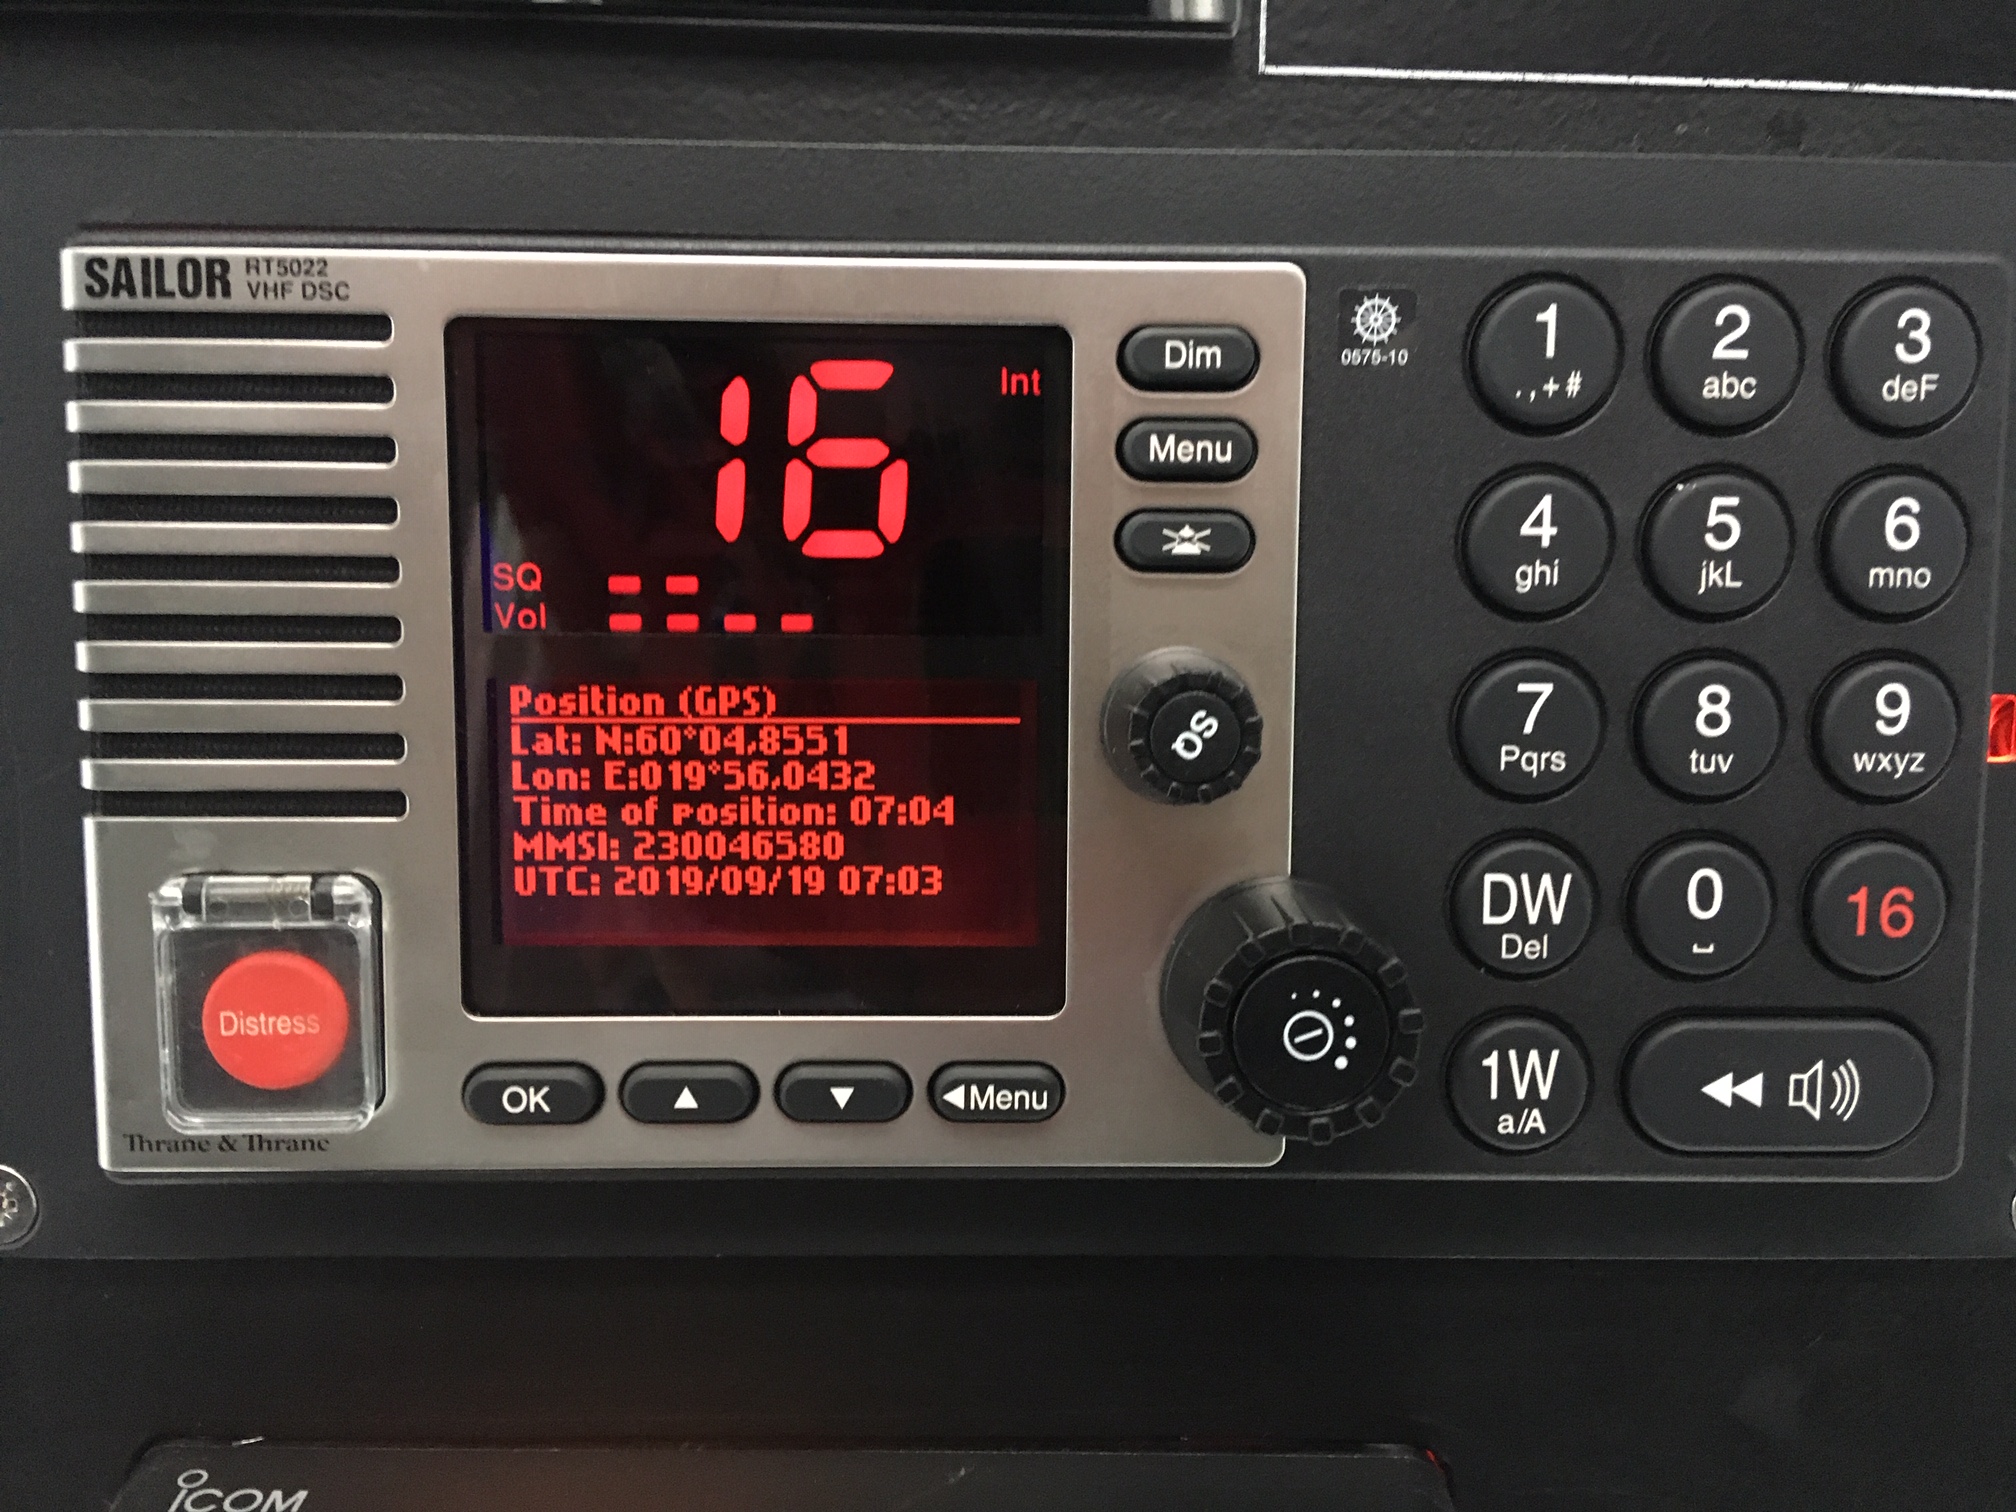 SAILOR RT5022
VHF DSC
16
Int
SQ
Vol
Position (GPS)
Lat: N:60°04,8551
Lon: E:019°56,0432
Time of position: 07:04
MMSI: 230046580
UTC: 2019/09/19 07:03
Distress
Thrane & Thrane
OK
▲
▼
◀Menu
Dim
Menu
SQ
0575-10
1
.,+#
2
abc
3
deF
4
ghi
5
jkL
6
mno
7
Pqrs
8
tuv
9
wxyz
DW
Del
0
16
1W
a/A
ICOM